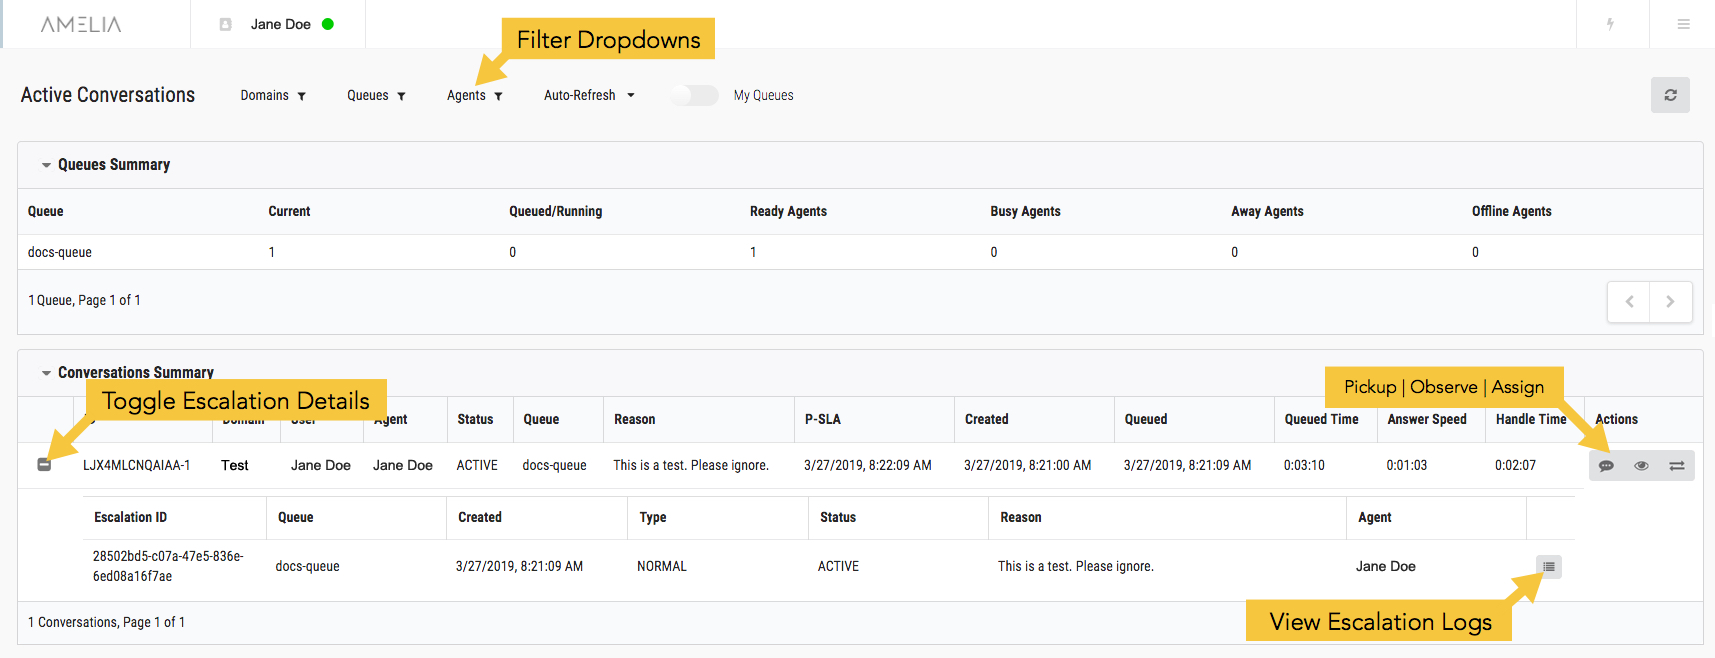 AMELIA
Jane Doe
Filter Dropdowns
Active Conversations
Domains
Queues
Agents
Auto-Refresh
My Queues
Queues Summary
Queue Current Queued/Running Ready Agents Busy Agents Away Agents Offline Agents
docs-queue 1 0 1 0 0 0
1 Queue, Page 1 of 1
Conversations Summary
Toggle Escalation Details
Pickup | Observe | Assign
Agent Status Queue Reason P-SLA Created Queued Queued Time Answer Speed Handle Time Actions
LJX4MLCNQAIAA-1 Test Jane Doe Jane Doe ACTIVE docs-queue This is a test. Please ignore. 3/27/2019, 8:22:09 AM 3/27/2019, 8:21:00 AM 3/27/2019, 8:21:09 AM 0:03:10 0:01:03 0:02:07
Escalation ID Queue Created Type Status Reason Agent
28502bd5-c07a-47e5-836e-
6ed08a16f7ae
docs-queue 3/27/2019, 8:21:09 AM NORMAL ACTIVE This is a test. Please ignore. Jane Doe
View Escalation Logs
1 Conversations, Page 1 of 1